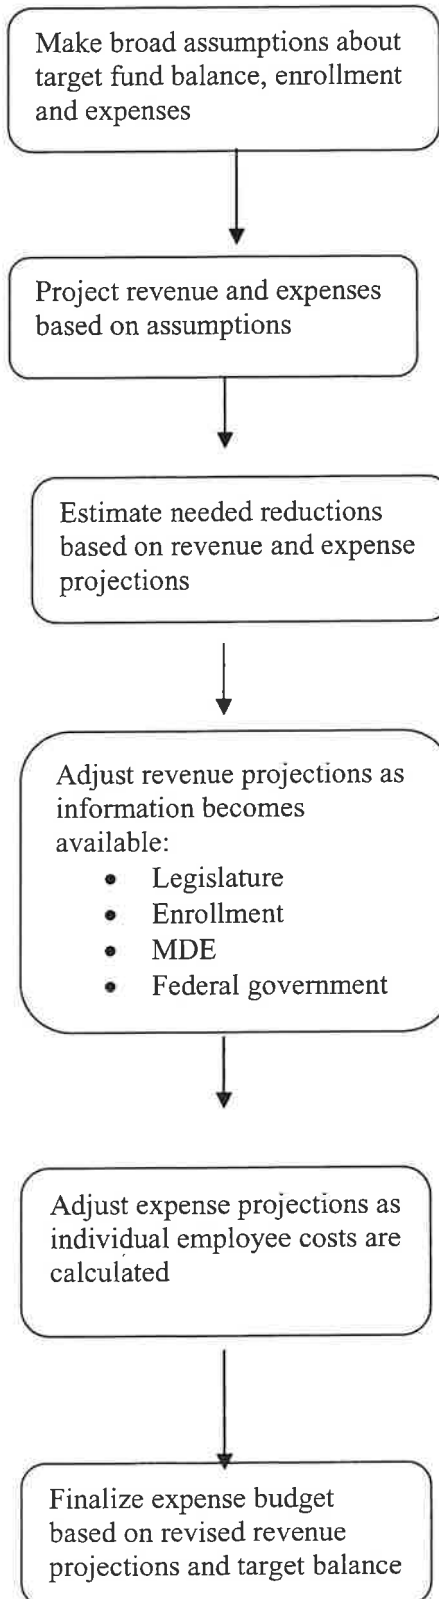 Make broad assumptions about
target fund balance, enrollment
and expenses
Project revenue and expenses
based on assumptions
Estimate needed reductions
based on revenue and expense
projections
Adjust revenue projections as
information becomes
available:
• Legislature
• Enrollment
• MDE
• Federal government
Adjust expense projections as
individual employee costs are
calculated
Finalize expense budget
based on revised revenue
projections and target balance